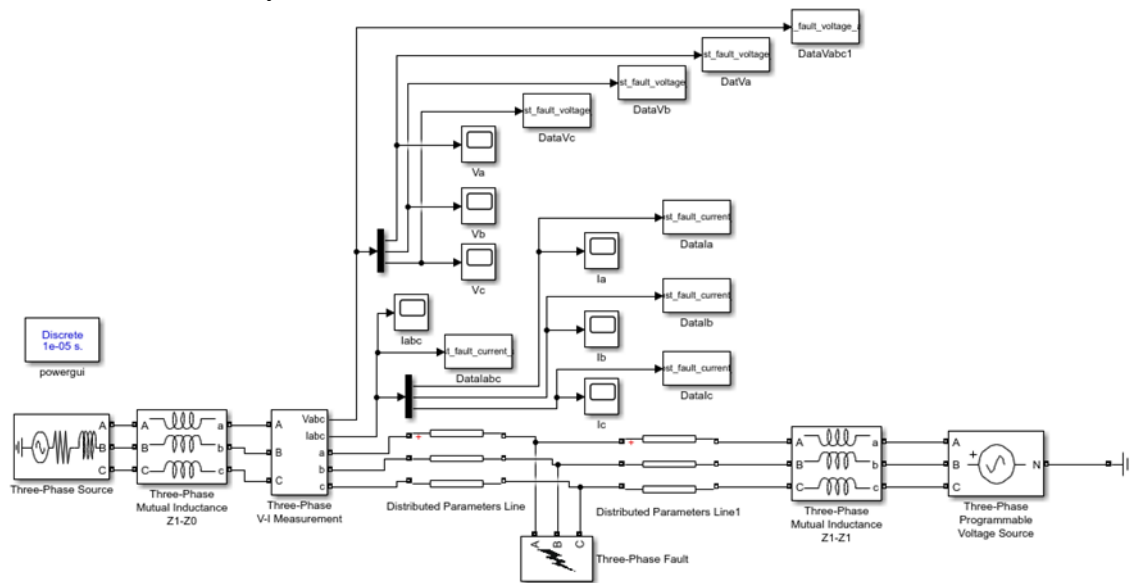 _fault_voltage_
DataVabc1
st_fault_voltage
DatVa
st_fault_voltage
DataVb
st_fault_voltage
DataVc
Va
Vb
Vc
st_fault_current
DataIa
Ia
Iabc
st_fault_current
DataIb
Ib
t_fault_current_
DataIabc
st_fault_current
DataIc
Ic
Discrete
1e-05 s.
powergui
A
B
C
Three-Phase Source
A a
B b
C c
Three-Phase
Mutual Inductance
Z1-Z0
A
B
C
Vabc
Iabc
a
b
c
Three-Phase
V-I Measurement
+
Distributed Parameters Line
+
Distributed Parameters Line1
A B C
Three-Phase Fault
A a
B b
C c
Three-Phase
Mutual Inductance
Z1-Z1
A
B
C
+
N
Three-Phase
Programmable
Voltage Source